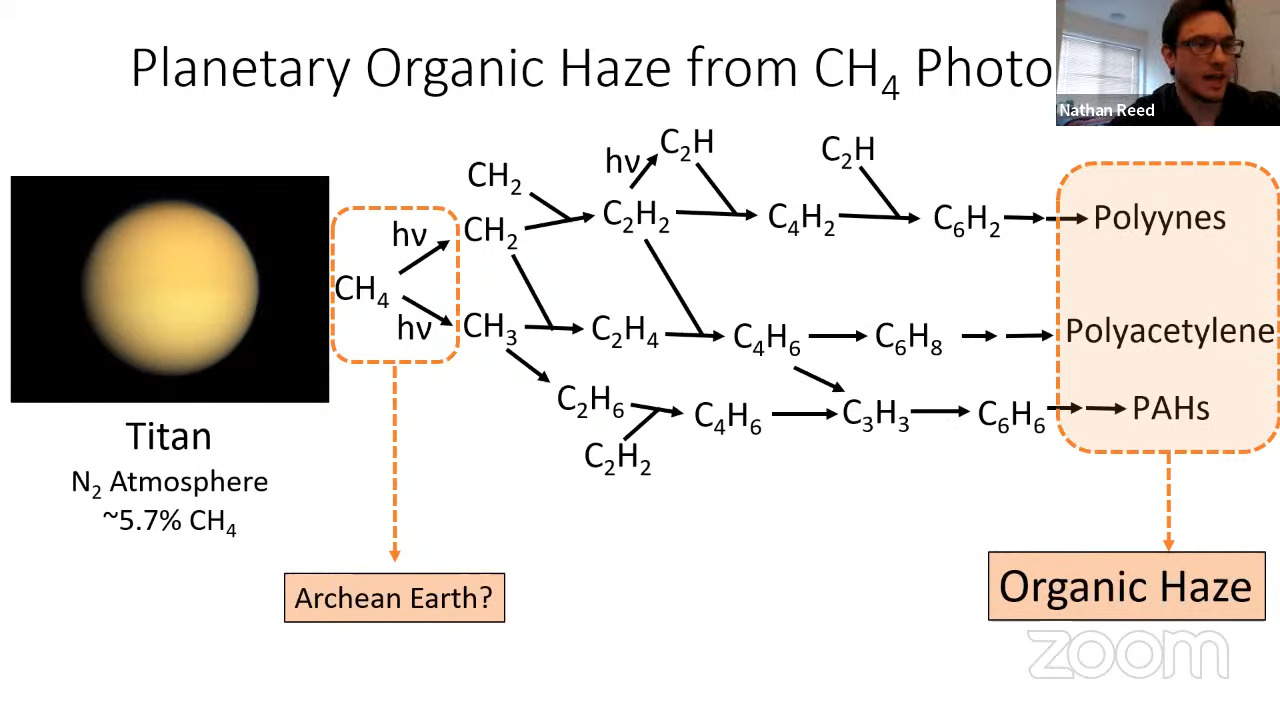 Planetary Organic Haze from CH₄ Photo
Nathan Reed
hν C₂H
C₂H
CH₂
CH₂
C₂H₂
C₄H₂
C₆H₂
Polyynes
hν
CH₄
hν
CH₃
C₂H₄
C₄H₆
C₆H₈
Polyacetylene
C₂H₆
C₄H₆
C₃H₃
C₆H₆
PAHs
C₂H₂
Titan
N₂ Atmosphere
~5.7% CH₄
Archean Earth?
Organic Haze
zoom